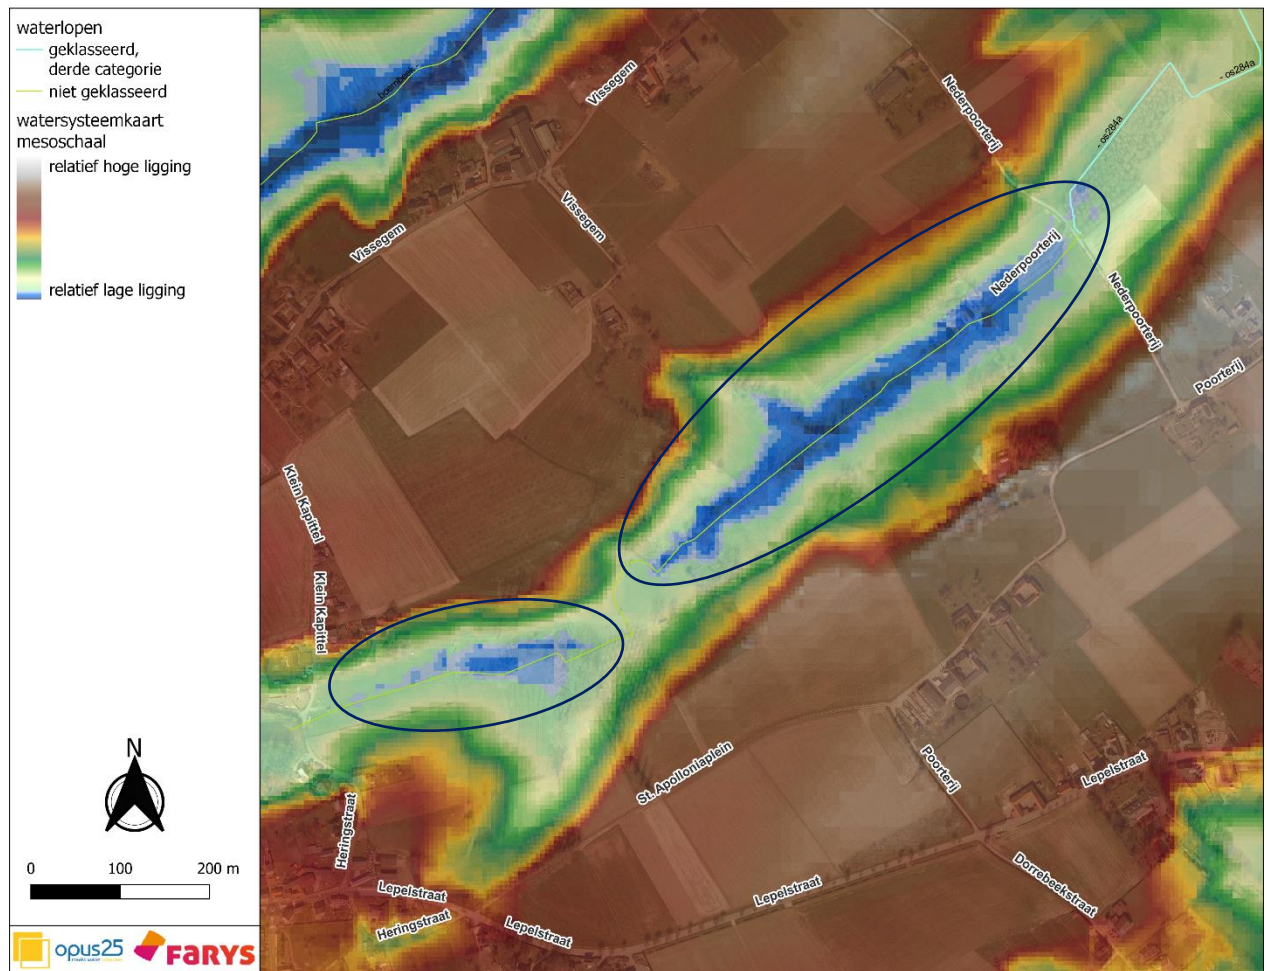 waterlopen
geklasseerd,
derde categorie
niet geklasseerd
watersysteemkaart
mesoschaal
relatief hoge ligging
relatief lage ligging
N
0 100 200 m
opus25
FARYS
Vissegem
Nederpoorterij
- os284a
- os284a
Vissegem
Vissegem
Nederpoorterij
Nederpoorterij
Poorterij
Klein Kapittel
Klein Kapittel
St. Apolloniaplein
Poorterij
Lepelstraat
Heringstraat
Lepelstraat
Dorrebeekstraat
Lepelstraat
Heringstraat
Lepelstraat